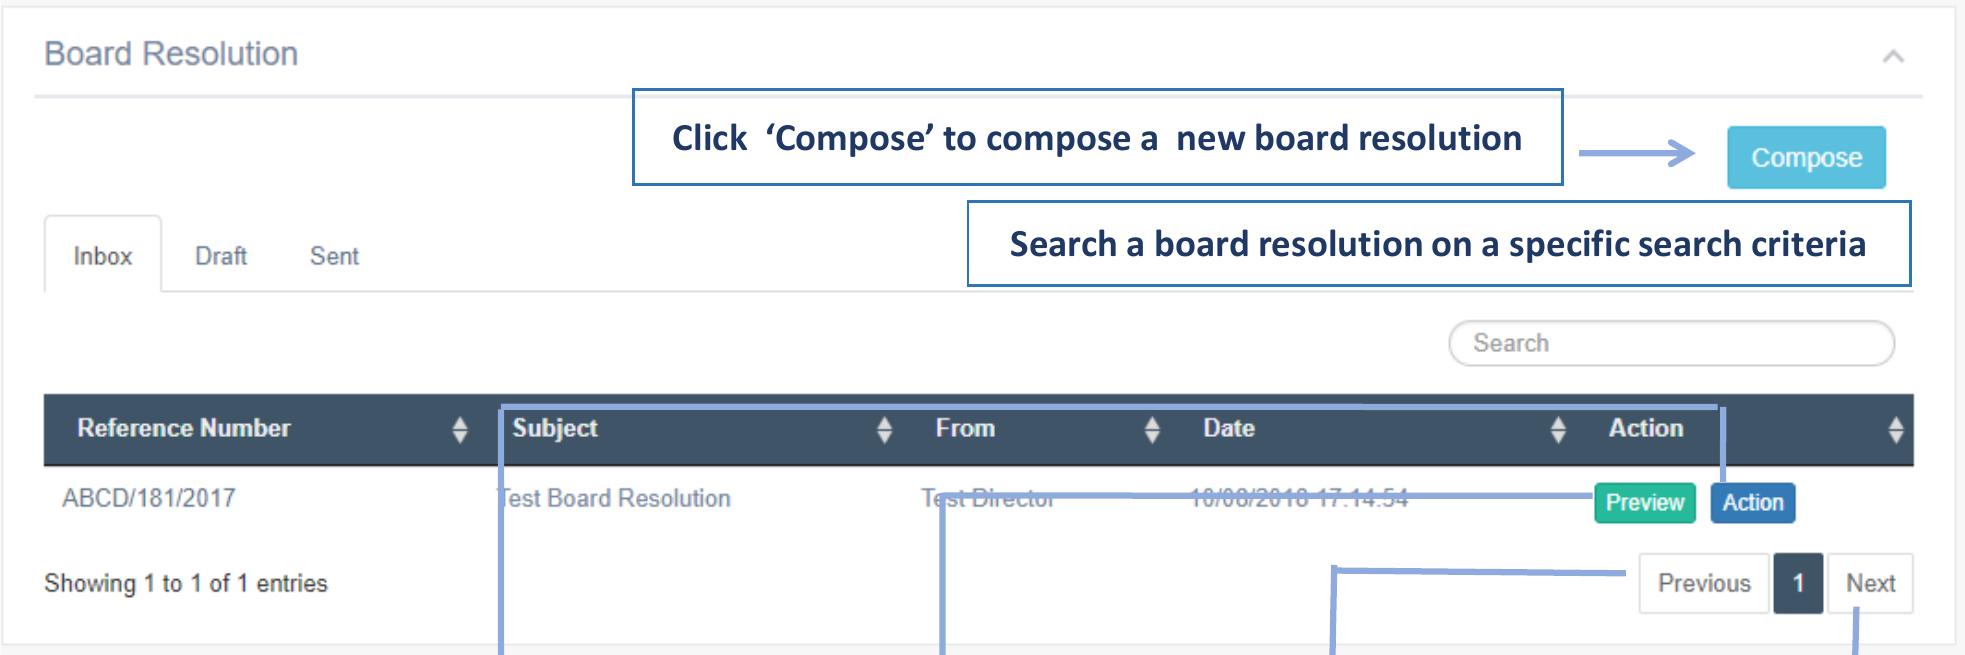 Board Resolution
Click ‘Compose’ to compose a new board resolution
Compose
Search a board resolution on a specific search criteria
Inbox Draft Sent
Search
Reference Number Subject From Date Action
ABCD/181/2017 Test Board Resolution Test Director 10/08/2018 17:14:54 Preview Action
Showing 1 to 1 of 1 entries Previous 1 Next